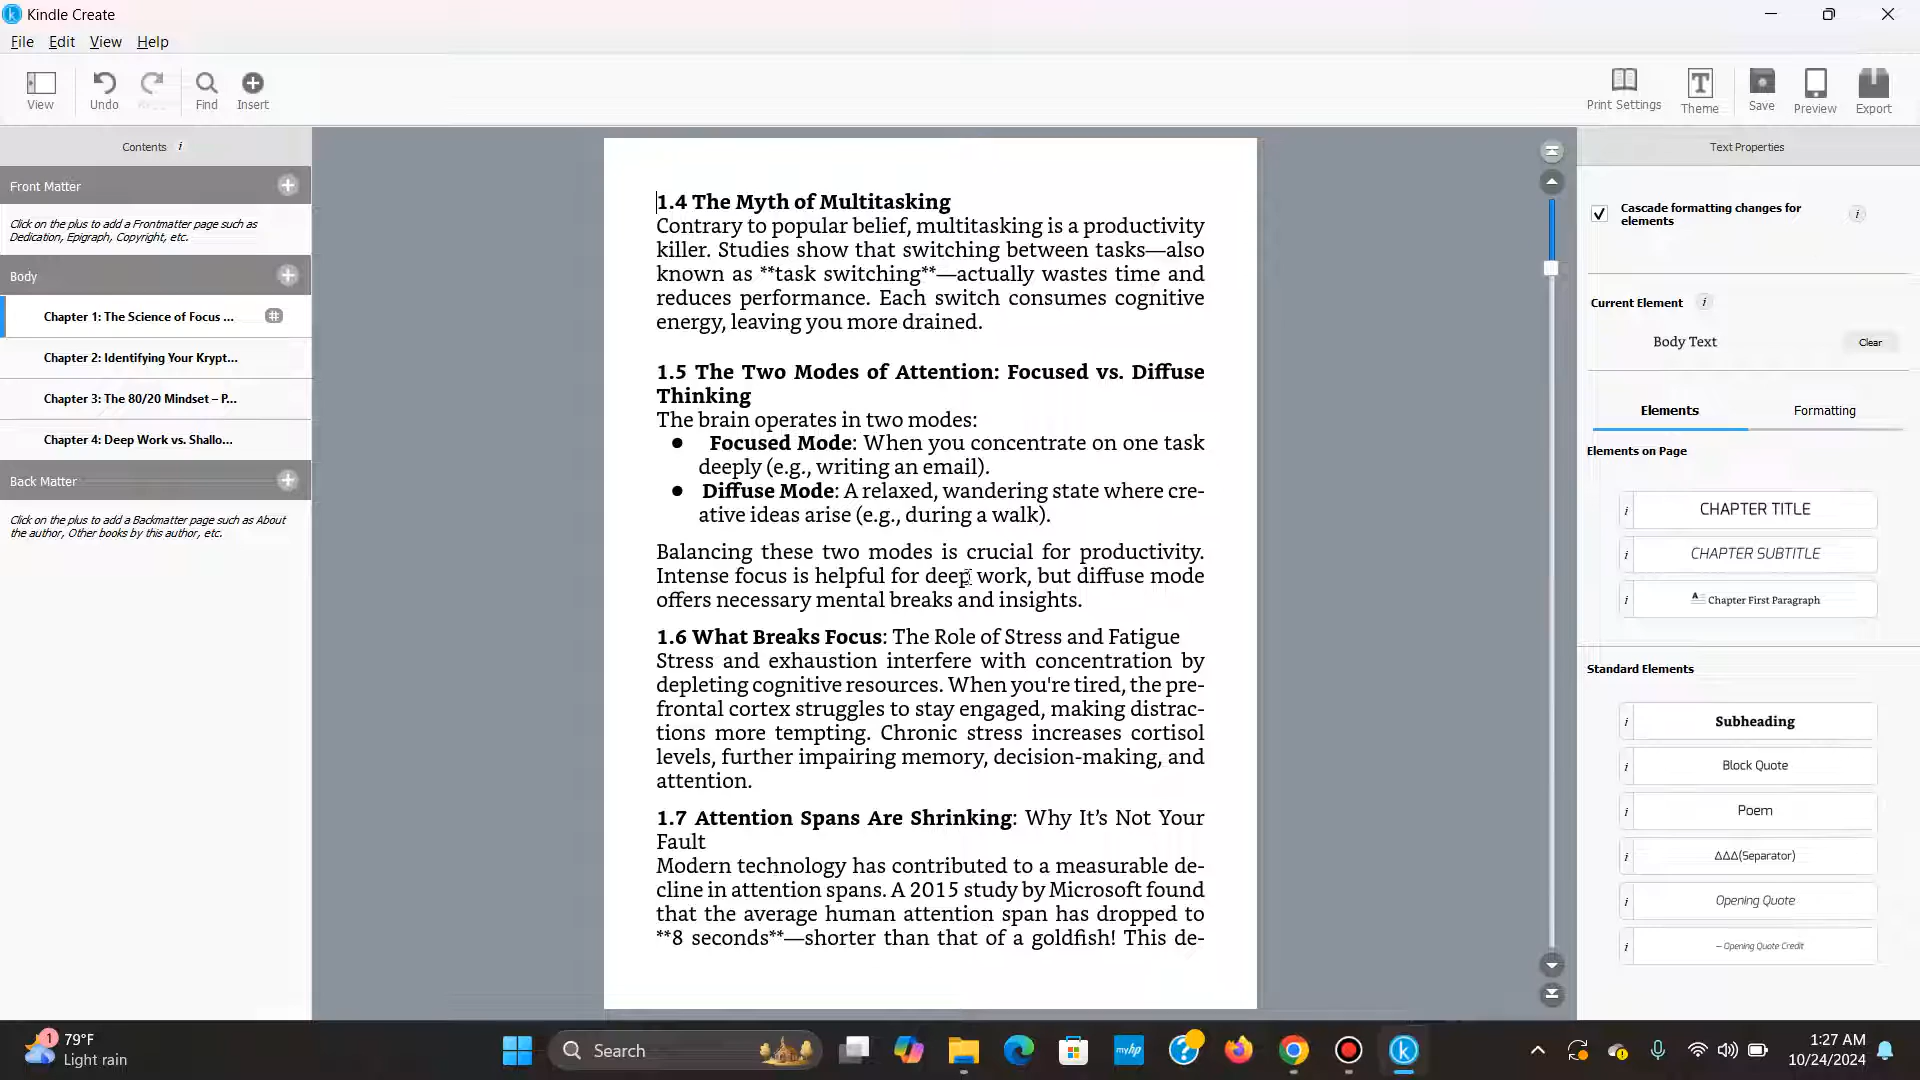 Kindle Create
File Edit View Help
View Undo Find Insert
Print Settings Theme Save Preview Export
Contents i
Front Matter
Click on the plus to add a Frontmatter page such as
Dedication, Epigraph, Copyright, etc.
Body
Chapter 1: The Science of Focus ...
Chapter 2: Identifying Your Krypt...
Chapter 3: The 80/20 Mindset – P...
Chapter 4: Deep Work vs. Shallo...
Back Matter
Click on the plus to add a Backmatter page such as About
the author, Other books by this author, etc.
1.4 The Myth of Multitasking
Contrary to popular belief, multitasking is a productivity
killer. Studies show that switching between tasks—also
known as **task switching**—actually wastes time and
reduces performance. Each switch consumes cognitive
energy, leaving you more drained.
1.5 The Two Modes of Attention: Focused vs. Diffuse
Thinking
The brain operates in two modes:
● Focused Mode: When you concentrate on one task
deeply (e.g., writing an email).
● Diffuse Mode: A relaxed, wandering state where cre-
ative ideas arise (e.g., during a walk).
Balancing these two modes is crucial for productivity.
Intense focus is helpful for deep work, but diffuse mode
offers necessary mental breaks and insights.
1.6 What Breaks Focus: The Role of Stress and Fatigue
Stress and exhaustion interfere with concentration by
depleting cognitive resources. When you're tired, the pre-
frontal cortex struggles to stay engaged, making distrac-
tions more tempting. Chronic stress increases cortisol
levels, further impairing memory, decision-making, and
attention.
1.7 Attention Spans Are Shrinking: Why It’s Not Your
Fault
Modern technology has contributed to a measurable de-
cline in attention spans. A 2015 study by Microsoft found
that the average human attention span has dropped to
**8 seconds**—shorter than that of a goldfish! This de-
Text Properties
Cascade formatting changes for
elements
i
Current Element i
Body Text
Clear
Elements Formatting
Elements on Page
i CHAPTER TITLE
i CHAPTER SUBTITLE
i A Chapter First Paragraph
Standard Elements
i Subheading
i Block Quote
i Poem
i ΔΔΔ(Separator)
i Opening Quote
i – Opening Quote Credit
1
79°F
Light rain
Search
myhp
1:27 AM
10/24/2024